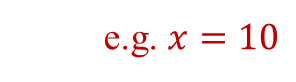 e.g. x = 10